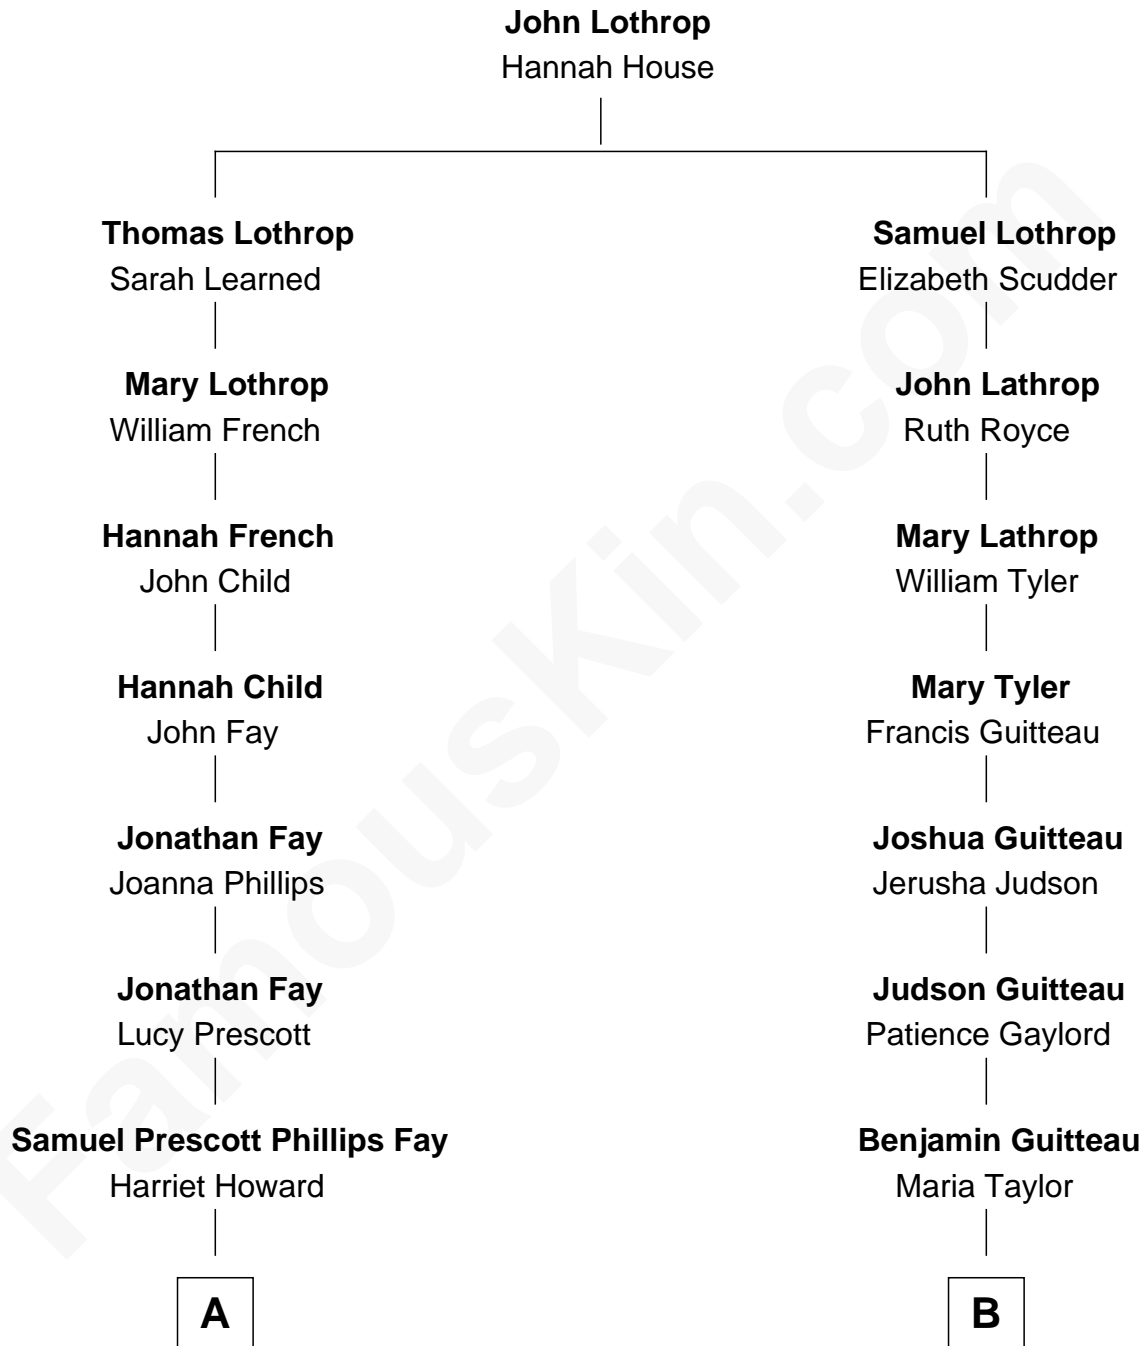 John Lothrop
Hannah House
Thomas Lothrop
Sarah Learned
Samuel Lothrop
Elizabeth Scudder
Mary Lothrop
William French
John Lathrop
Ruth Royce
Hannah French
John Child
Mary Lathrop
William Tyler
Hannah Child
John Fay
Mary Tyler
Francis Guitteau
Jonathan Fay
Joanna Phillips
Joshua Guitteau
Jerusha Judson
Jonathan Fay
Lucy Prescott
Judson Guitteau
Patience Gaylord
Samuel Prescott Phillips Fay
Harriet Howard
Benjamin Guitteau
Maria Taylor
A
B
FamousKin.com